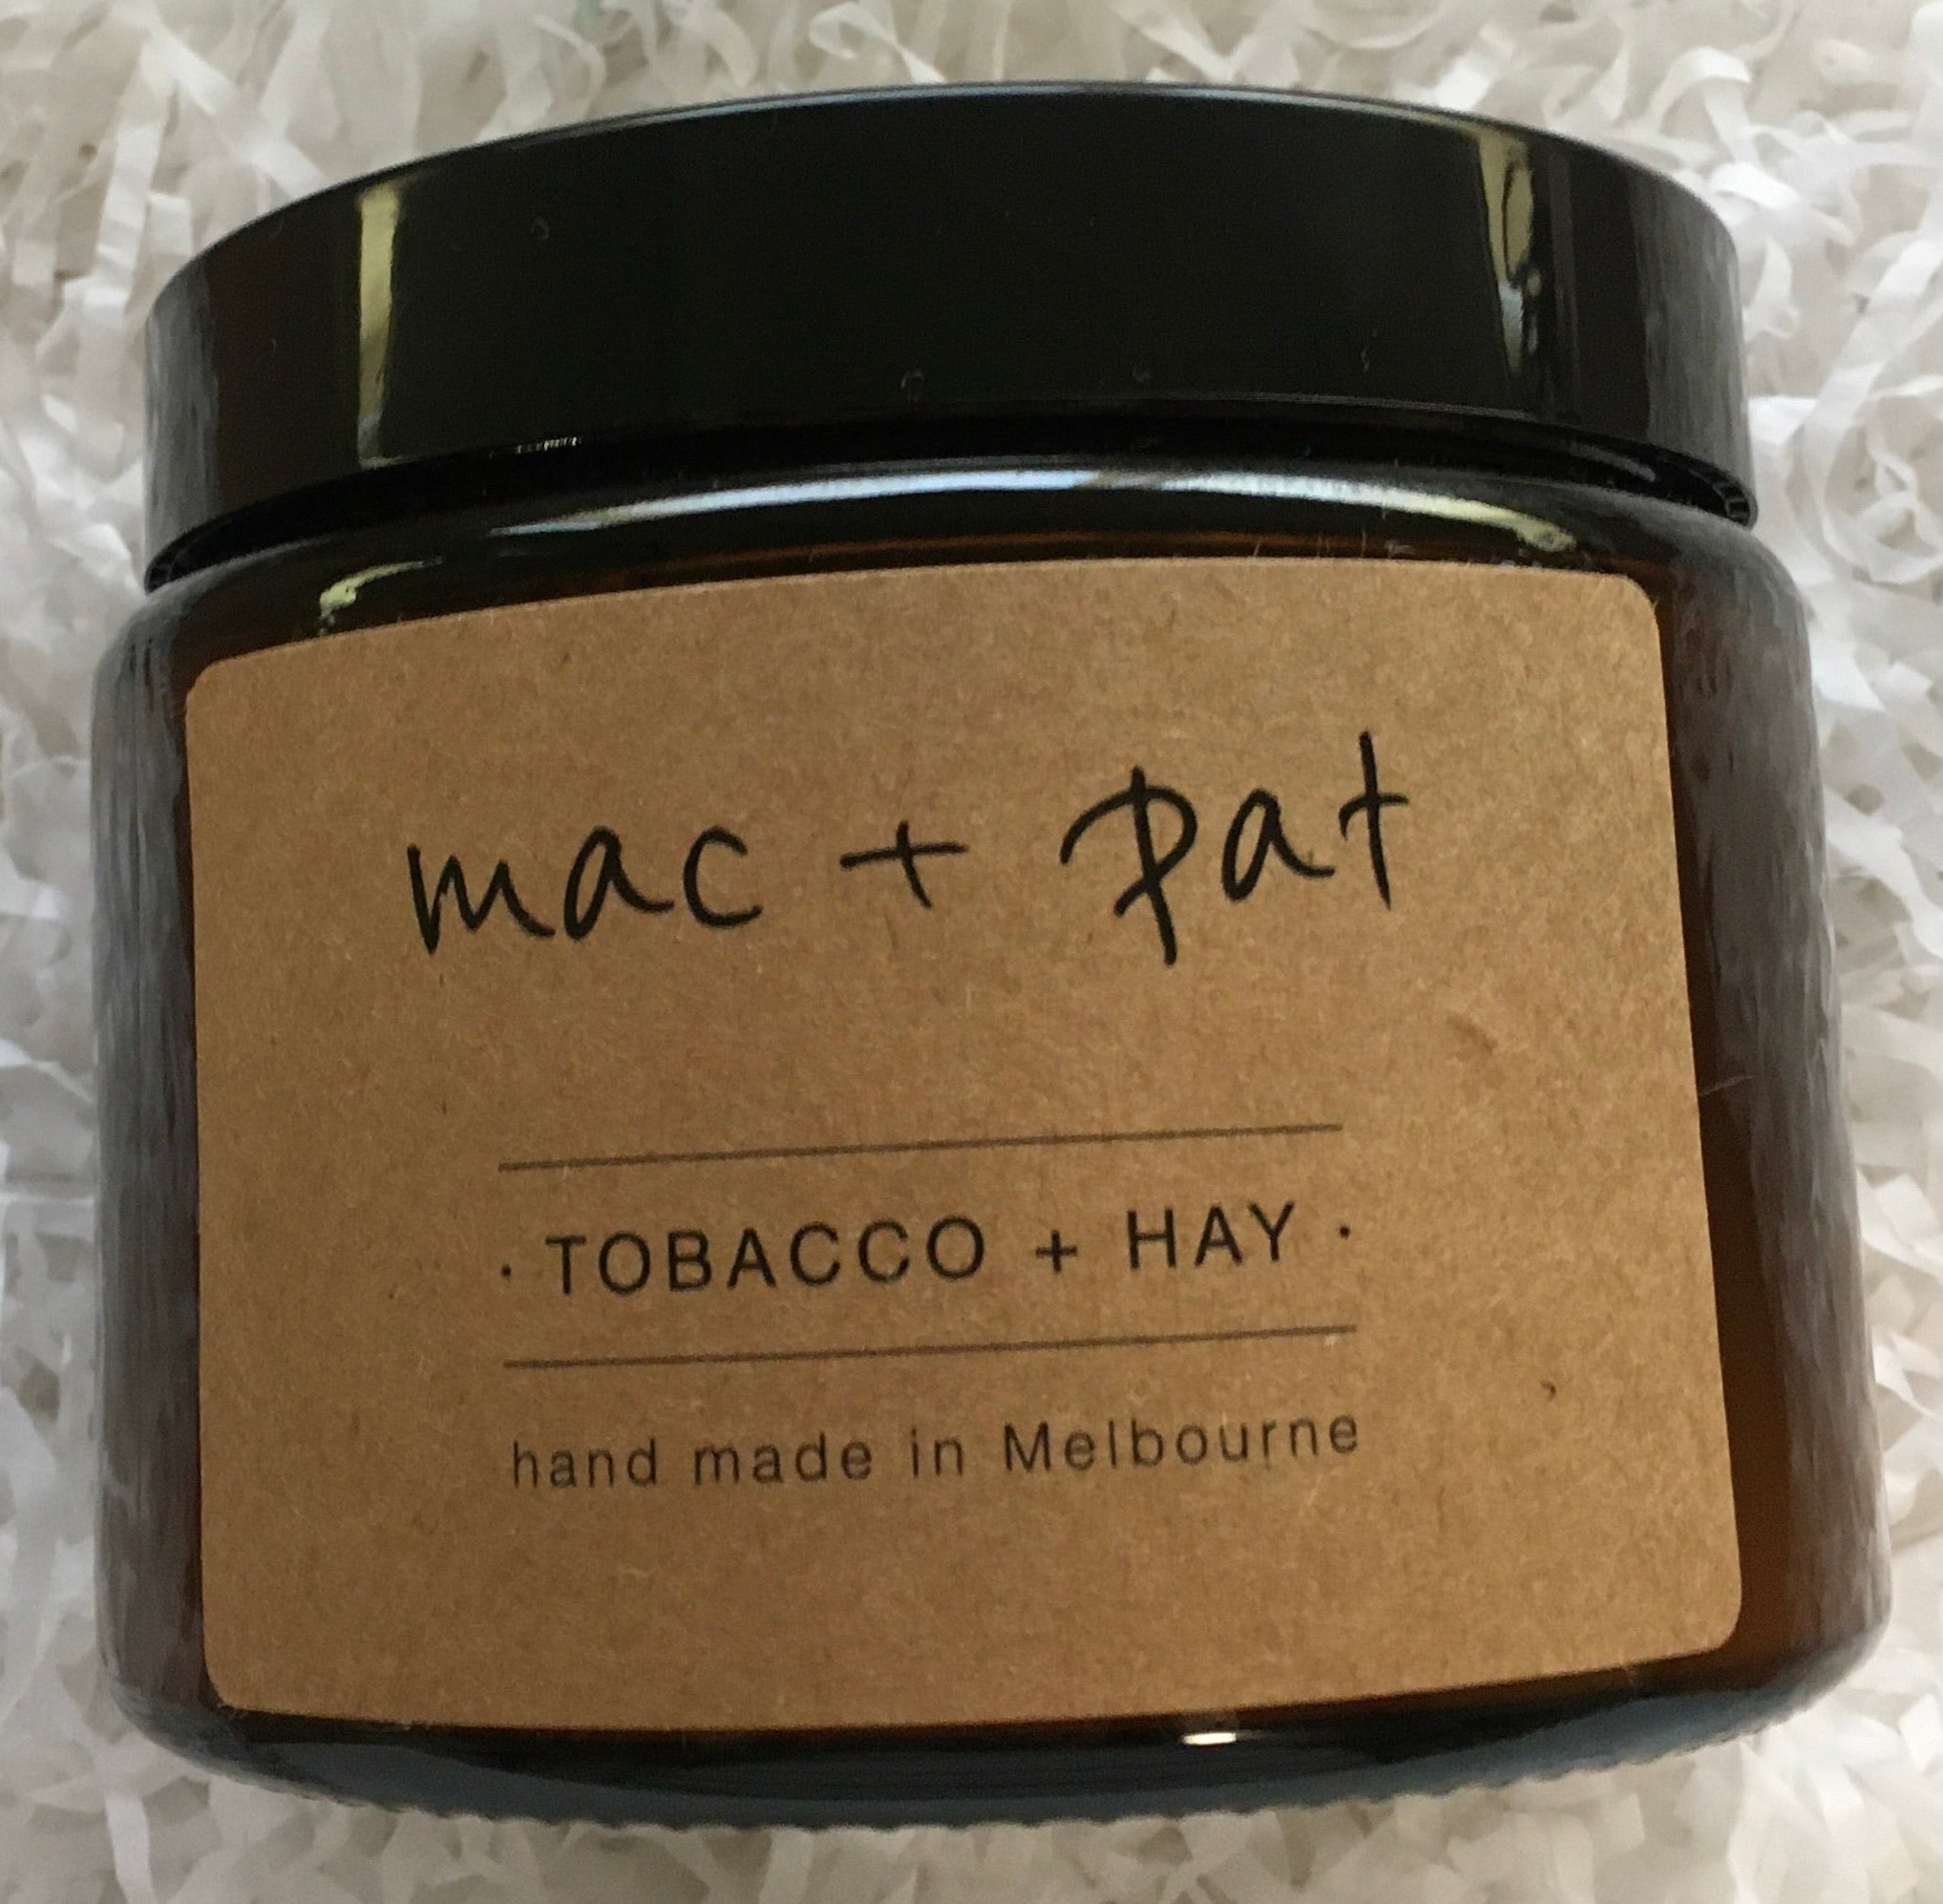 mac + pat
· TOBACCO + HAY ·
hand made in Melbourne